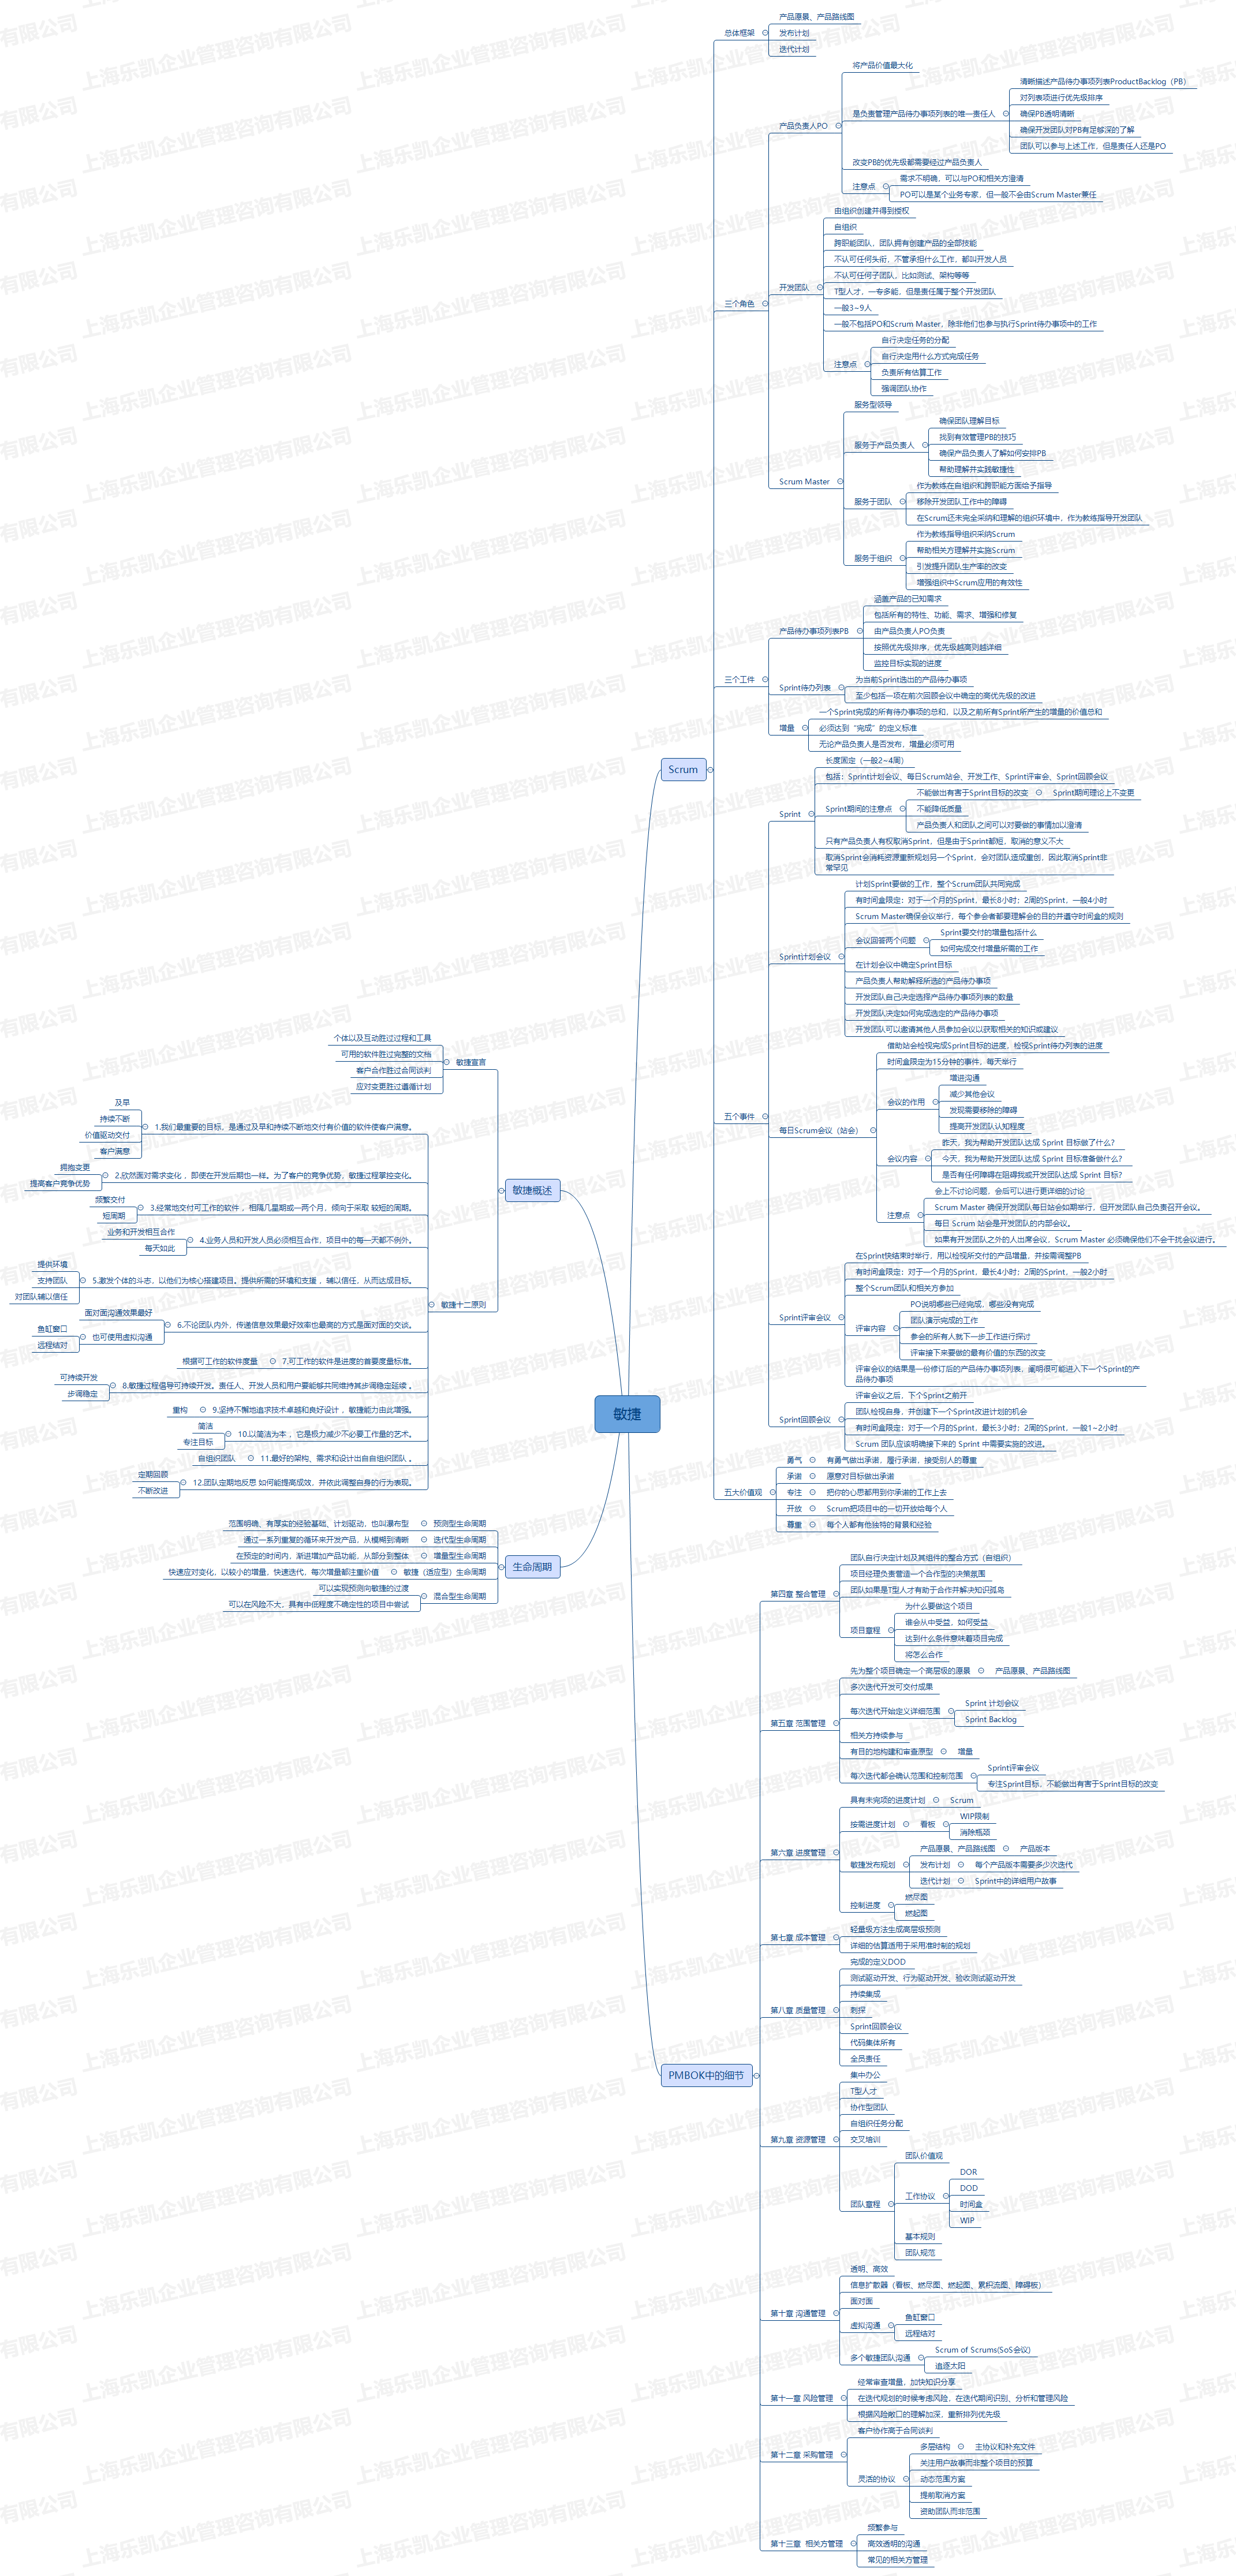 敏捷
Scrum
总体框架
产品愿景、产品路线图
发布计划
迭代计划
三个角色
产品负责人PO
将产品价值最大化
是负责管理产品待办事项列表的唯一责任人
清晰描述产品待办事项列表ProductBacklog（PB）
对列表项进行优先级排序
确保PB透明清晰
确保开发团队对PB有足够深的了解
团队可以参与上述工作，但是责任人还是PO
改变PB的优先级都需要经过产品负责人
注意点
需求不明确，可以与PO和相关方澄清
PO可以是某个业务专家，但一般不会由Scrum Master兼任
开发团队
由组织创建并得到授权
自组织
跨职能团队，团队拥有创建产品的全部技能
不认可任何头衔，不管承担什么工作，都叫开发人员
不认可任何子团队，比如测试、架构等等
T型人才，一专多能，但是责任属于整个开发团队
一般3~9人
一般不包括PO和Scrum Master，除非他们也参与执行Sprint待办事项中的工作
注意点
自行决定任务的分配
自行决定用什么方式完成任务
负责所有估算工作
强调团队协作
Scrum Master
服务型领导
服务于产品负责人
确保团队理解目标
找到有效管理PB的技巧
确保产品负责人了解如何安排PB
帮助理解并实践敏捷性
服务于团队
作为教练在自组织和跨职能方面给予指导
移除开发团队工作中的障碍
在Scrum还未完全采纳和理解的组织环境中，作为教练指导开发团队
服务于组织
作为教练指导组织采纳Scrum
帮助相关方理解并实施Scrum
引发提升团队生产率的改变
增强组织中Scrum应用的有效性
三个工件
产品待办事项列表PB
涵盖产品的已知需求
包括所有的特性、功能、需求、增强和修复
由产品负责人PO负责
按照优先级排序，优先级越高则越详细
监控目标实现的进度
Sprint待办列表
为当前Sprint选出的产品待办事项
至少包括一项在前次回顾会议中确定的高优先级的改进
增量
一个Sprint完成的所有待办事项的总和，以及之前所有Sprint所产生的增量的价值总和
必须达到“完成”的定义标准
无论产品负责人是否发布，增量必须可用
五个事件
Sprint
长度固定（一般2~4周）
包括：Sprint计划会议、每日Scrum站会、开发工作、Sprint评审会、Sprint回顾会议
Sprint期间的注意点
不能做出有害于Sprint目标的改变
Sprint期间理论上不变更
不能降低质量
产品负责人和团队之间可以对要做的事情加以澄清
只有产品负责人有权取消Sprint，但是由于Sprint都短，取消的意义不大
取消Sprint会消耗资源重新规划另一个Sprint，会对团队造成重创，因此取消Sprint非
常罕见
Sprint计划会议
计划Sprint要做的工作，整个Scrum团队共同完成
有时间盒限定：对于一个月的Sprint，最长8小时；2周的Sprint，一般4小时
Scrum Master确保会议举行，每个参会者都要理解会的目的并遵守时间盒的规则
会议回答两个问题
Sprint要交付的增量包括什么
如何完成交付增量所需的工作
在计划会议中确定Sprint目标
产品负责人帮助解释所选的产品待办事项
开发团队自己决定选择产品待办事项列表的数量
开发团队决定如何完成选定的产品待办事项
开发团队可以邀请其他人员参加会议以获取相关的知识或建议
每日Scrum会议（站会）
借助站会检视完成Sprint目标的进度，检视Sprint待办列表的进度
时间盒限定为15分钟的事件，每天举行
会议的作用
增进沟通
减少其他会议
发现需要移除的障碍
提高开发团队认知程度
会议内容
昨天，我为帮助开发团队达成 Sprint 目标做了什么？
今天，我为帮助开发团队达成 Sprint 目标准备做什么？
是否有任何障碍在阻碍我或开发团队达成 Sprint 目标？
注意点
会上不讨论问题，会后可以进行更详细的讨论
Scrum Master 确保开发团队每日站会如期举行，但开发团队自己负责召开会议。
每日 Scrum 站会是开发团队的内部会议。
如果有开发团队之外的人出席会议，Scrum Master 必须确保他们不会干扰会议进行。
Sprint评审会议
在Sprint快结束时举行，用以检视所交付的产品增量，并按需调整PB
有时间盒限定：对于一个月的Sprint，最长4小时；2周的Sprint，一般2小时
整个Scrum团队和相关方参加
评审内容
PO说明哪些已经完成，哪些没有完成
团队演示完成的工作
参会的所有人就下一步工作进行探讨
评审接下来要做的最有价值的东西的改变
评审会议的结果是一份修订后的产品待办事项列表，阐明很可能进入下一个Sprint的产
品待办事项
Sprint回顾会议
评审会议之后，下个Sprint之前开
团队检视自身，并创建下一个Sprint改进计划的机会
有时间盒限定：对于一个月的Sprint，最长3小时；2周的Sprint，一般1~2小时
Scrum 团队应该明确接下来的 Sprint 中需要实施的改进。
五大价值观
勇气
有勇气做出承诺，履行承诺，接受别人的尊重
承诺
愿意对目标做出承诺
专注
把你的心思都用到你承诺的工作上去
开放
Scrum把项目中的一切开放给每个人
尊重
每个人都有他独特的背景和经验
敏捷概述
敏捷宣言
个体以及互动胜过过程和工具
可用的软件胜过完整的文档
客户合作胜过合同谈判
应对变更胜过遵循计划
敏捷十二原则
1.我们最重要的目标，是通过及早和持续不断地交付有价值的软件使客户满意。
及早
持续不断
价值驱动交付
客户满意
2.欣然面对需求变化，即使在开发后期也一样。为了客户的竞争优势，敏捷过程掌控变化。
拥抱变更
提高客户竞争优势
3.经常地交付可工作的软件，相隔几星期或一两个月，倾向于采取 较短的周期。
频繁交付
短周期
4.业务人员和开发人员必须相互合作，项目中的每一天都不例外。
业务和开发相互合作
每天如此
5.激发个体的斗志，以他们为核心搭建项目。提供所需的环境和支援，辅以信任，从而达成目标。
提供环境
支持团队
对团队辅以信任
6.不论团队内外，传递信息效果最好效率也最高的方式是面对面的交谈。
面对面沟通效果最好
也可使用虚拟沟通
鱼缸窗口
远程结对
7.可工作的软件是进度的首要度量标准。
根据可工作的软件度量
8.敏捷过程倡导可持续开发。责任人、开发人员和用户要能够共同维持其步调稳定延续。
可持续开发
步调稳定
9.坚持不懈地追求技术卓越和良好设计，敏捷能力由此增强。
重构
10.以简洁为本，它是极力减少不必要工作量的艺术。
简洁
专注目标
11.最好的架构、需求和设计出自自组织团队。
自组织团队
12.团队定期地反思 如何能提高成效，并依此调整自身的行为表现。
定期回顾
不断改进
生命周期
预测型生命周期
范围明确、有厚实的经验基础、计划驱动，也叫瀑布型
迭代型生命周期
通过一系列重复的循环来开发产品，从模糊到清晰
增量型生命周期
在预定的时间内，渐进增加产品功能，从部分到整体
敏捷（适应型）生命周期
快速应对变化，以较小的增量，快速迭代，每次增量都注重价值
混合型生命周期
可以实现预测向敏捷的过渡
可以在风险不大，具有中低程度不确定性的项目中尝试
PMBOK中的细节
第四章 整合管理
团队自行决定计划及其组件的整合方式（自组织）
项目经理负责营造一个合作型的决策氛围
团队如果是T型人才有助于合作并解决知识孤岛
项目章程
为什么要做这个项目
谁会从中受益，如何受益
达到什么条件意味着项目完成
将怎么合作
第五章 范围管理
先为整个项目确定一个高层级的愿景
产品愿景、产品路线图
多次迭代开发可交付成果
每次迭代开始定义详细范围
Sprint 计划会议
Sprint Backlog
相关方持续参与
有目的地构建和审查原型
增量
每次迭代都会确认范围和控制范围
Sprint评审会议
专注Sprint目标，不能做出有害于Sprint目标的改变
第六章 进度管理
具有未完项的进度计划
Scrum
按需进度计划
看板
WIP限制
消除瓶颈
敏捷发布规划
产品愿景、产品路线图
产品版本
发布计划
每个产品版本需要多少次迭代
迭代计划
Sprint中的详细用户故事
控制进度
燃尽图
燃起图
第七章 成本管理
轻量级方法生成高层级预测
详细的估算适用于采用准时制的规划
第八章 质量管理
完成的定义DOD
测试驱动开发、行为驱动开发、验收测试驱动开发
持续集成
刺探
Sprint回顾会议
代码集体所有
全员责任
第九章 资源管理
集中办公
T型人才
协作型团队
自组织任务分配
交叉培训
团队章程
团队价值观
工作协议
DOR
DOD
时间盒
WIP
基本规则
团队规范
第十章 沟通管理
透明、高效
信息扩散器（看板、燃尽图、燃起图、累积流图、障碍板）
面对面
虚拟沟通
鱼缸窗口
远程结对
多个敏捷团队沟通
Scrum of Scrums(SoS会议)
追逐太阳
第十一章 风险管理
经常审查增量，加快知识分享
在迭代规划的时候考虑风险，在迭代期间识别、分析和管理风险
根据风险敞口的理解加深，重新排列优先级
第十二章 采购管理
客户协作高于合同谈判
灵活的协议
多层结构
主协议和补充文件
关注用户故事而非整个项目的预算
动态范围方案
提前取消方案
资助团队而非范围
第十三章 相关方管理
频繁参与
高效透明的沟通
常见的相关方管理
上海乐凯企业管理咨询有限公司